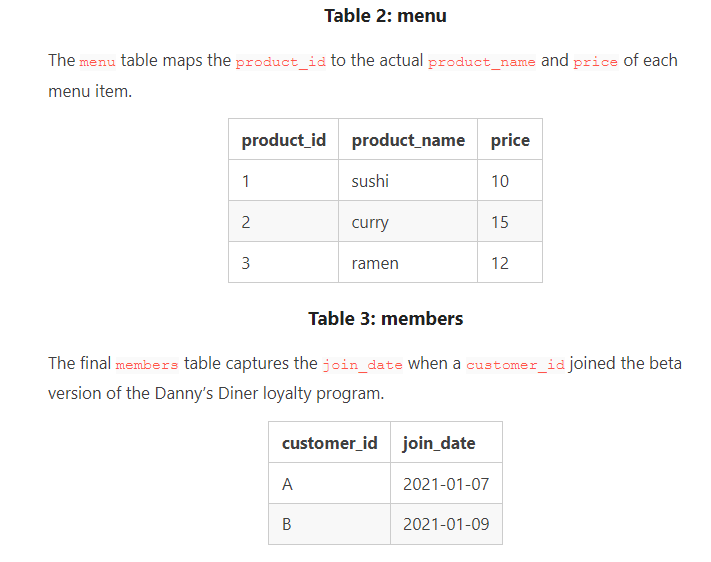 Table 2: menu
The menu table maps the product_id to the actual product_name and price of each
menu item.
product_id product_name price
1 sushi 10
2 curry 15
3 ramen 12
Table 3: members
The final members table captures the join_date when a customer_id joined the beta
version of the Danny’s Diner loyalty program.
customer_id join_date
A 2021-01-07
B 2021-01-09